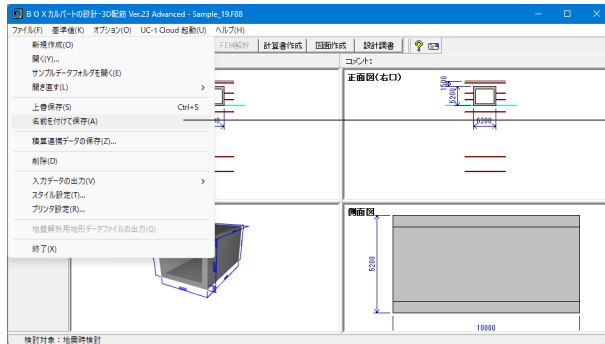 ＢＯＸカルバートの設計・3D配筋 Ver.23 Advanced - Sample_19.F8B
ファイル(F) 基準値(K) オプション(O) UC-1 Cloud 起動(U) ヘルプ(H)
FEM解析 計算書作成 図面作成 設計調書
新規作成(O)
開く(Y)...
サンプルデータフォルダを開く(E)
開き直す(L)
上書保存(S) Ctrl+S
名前を付けて保存(A)
積算連携データの保存(Z)...
削除(D)
入力データの出力(V)
スタイル設定(T)...
プリンタ設定(R)...
地盤解析用地形データファイルの出力(G)
終了(X)
コメント:
正面図(右口)
1500
5200
6200
側面図
5200
10000
検討対象：地震時検討